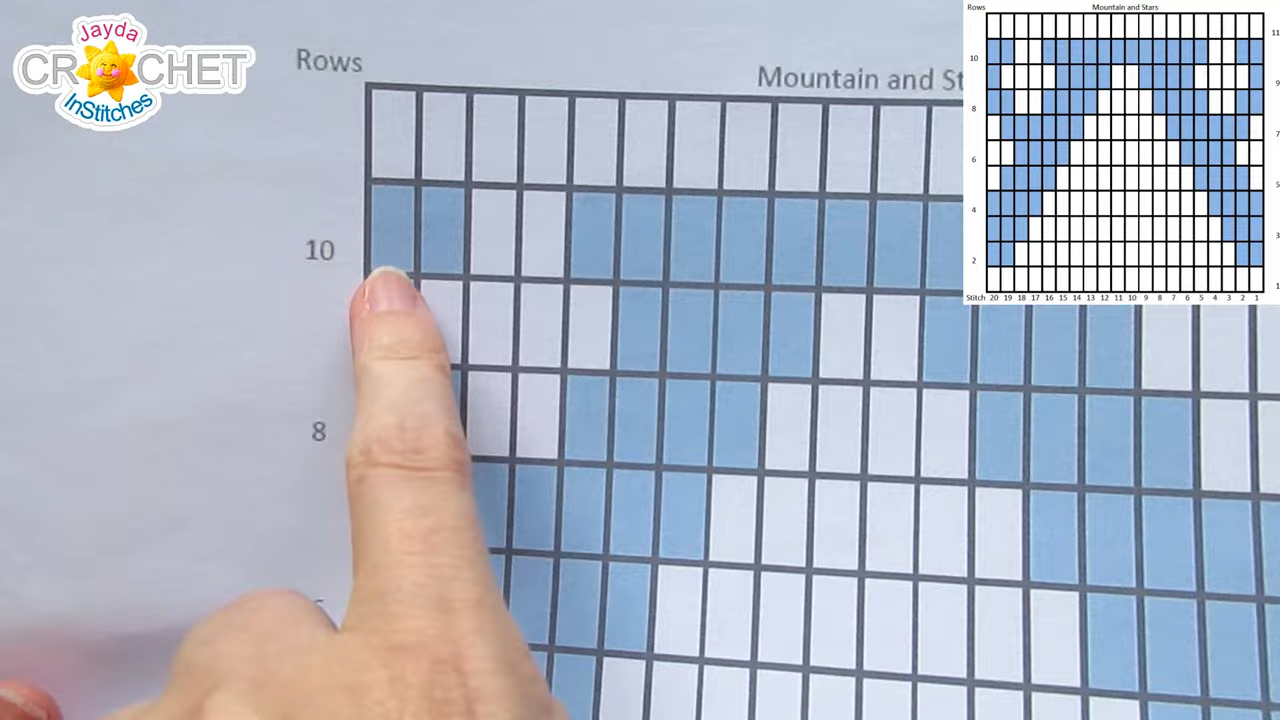 Jayda
CROCHET
InStitches
Rows
Mountain and St
10
8
Rows
Mountain and Stars
11
10
9
8
7
6
5
4
3
2
1
Stitch 20 19 18 17 16 15 14 13 12 11 10 9 8 7 6 5 4 3 2 1